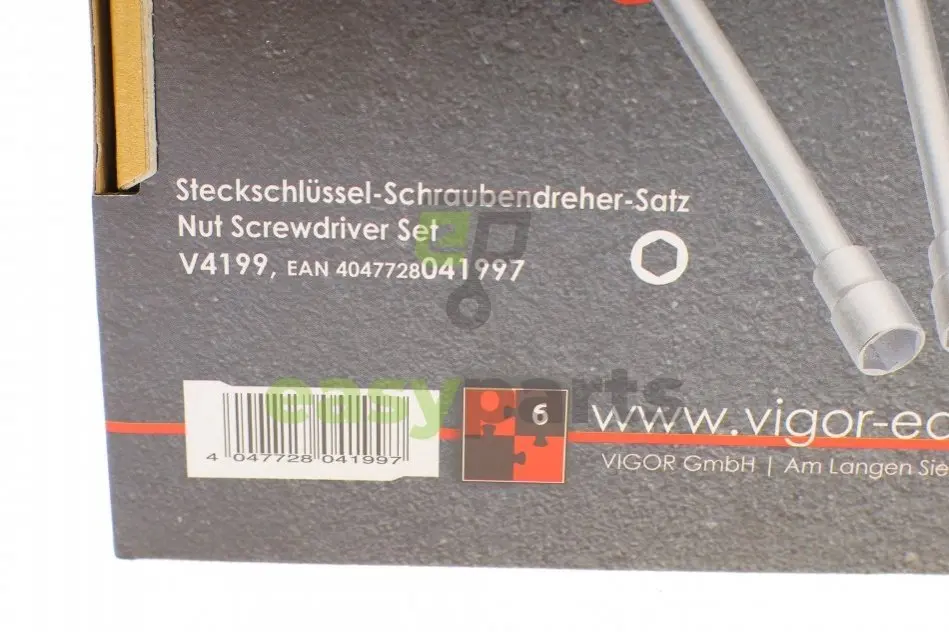 Steckschlüssel-Schraubendreher-Satz
Nut Screwdriver Set
V4199, EAN 4047728041997
easyparts
4 047728 041997
6
www.vigor-eq
VIGOR GmbH | Am Langen Sie